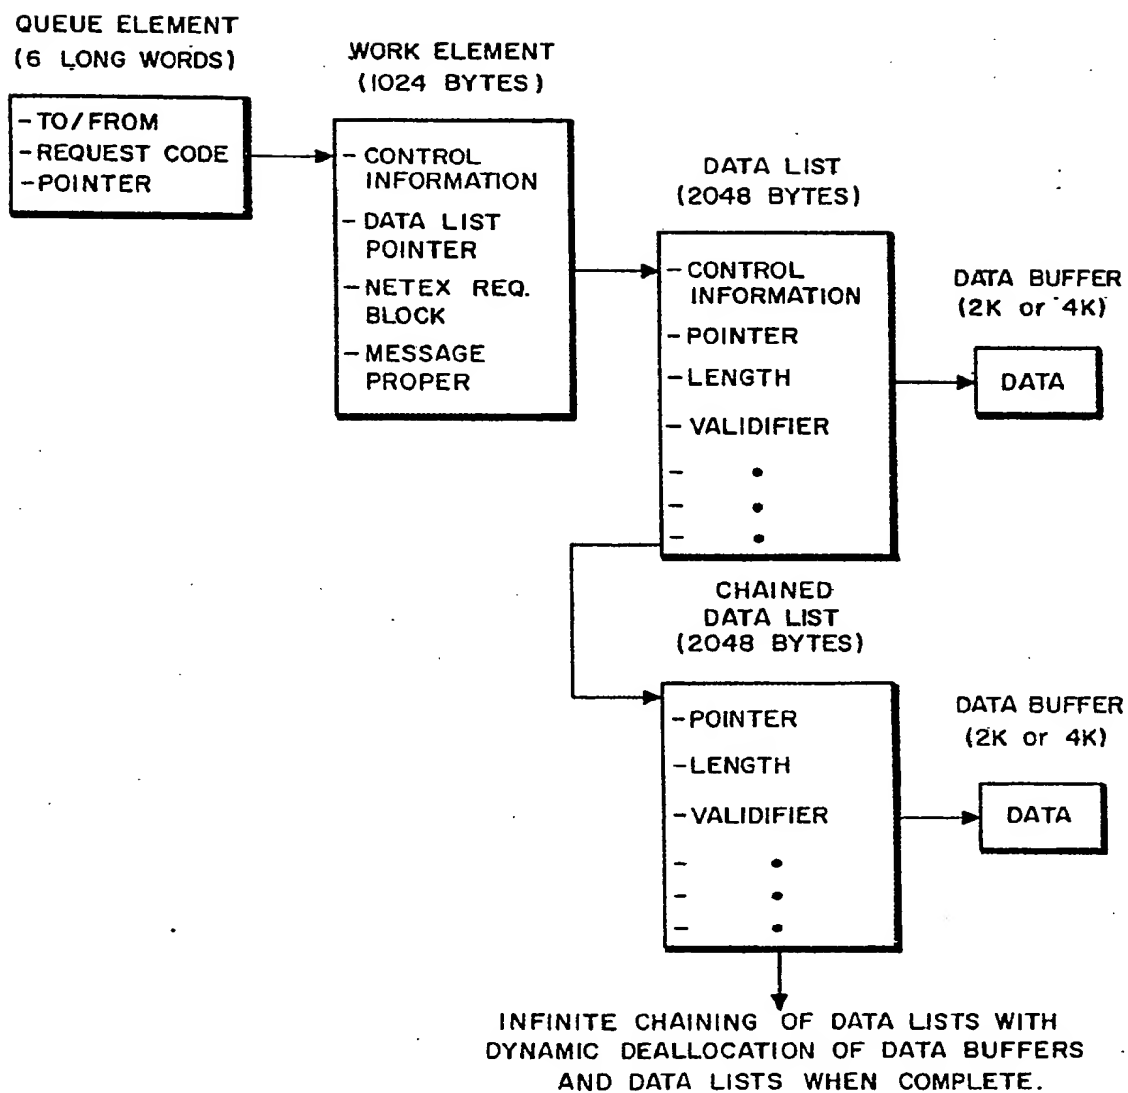 QUEUE ELEMENT
(6 LONG WORDS)
- TO/FROM
- REQUEST CODE
- POINTER
WORK ELEMENT
(1024 BYTES)
- CONTROL
INFORMATION
- DATA LIST
POINTER
- NETEX REQ.
BLOCK
- MESSAGE
PROPER
DATA LIST
(2048 BYTES)
- CONTROL
INFORMATION
- POINTER
- LENGTH
- VALIDIFIER
- •
- •
- •
DATA BUFFER
(2K or 4K)
DATA
CHAINED
DATA LIST
(2048 BYTES)
- POINTER
- LENGTH
- VALIDIFIER
- •
- •
- •
DATA BUFFER
(2K or 4K)
DATA
INFINITE CHAINING OF DATA LISTS WITH
DYNAMIC DEALLOCATION OF DATA BUFFERS
AND DATA LISTS WHEN COMPLETE.